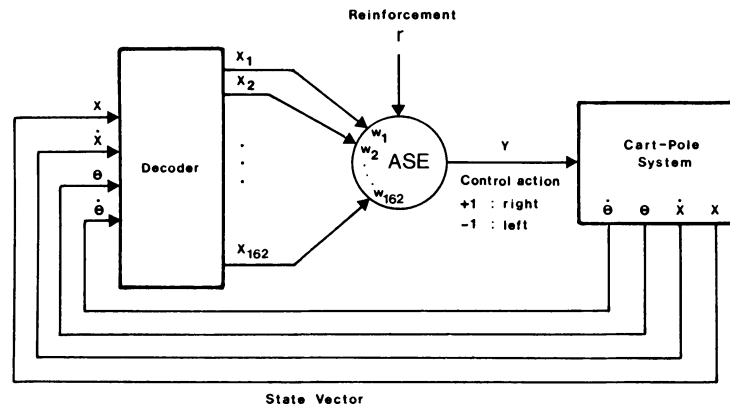 Reinforcement
r
X1
X2
X
Ẋ
Θ
Θ̇
Decoder
.
.
.
X162
w1
w2
.
.
.
w162
ASE
Y
Control action
+1 : right
-1 : left
Cart-Pole
System
Θ̇ Θ Ẋ X
State Vector